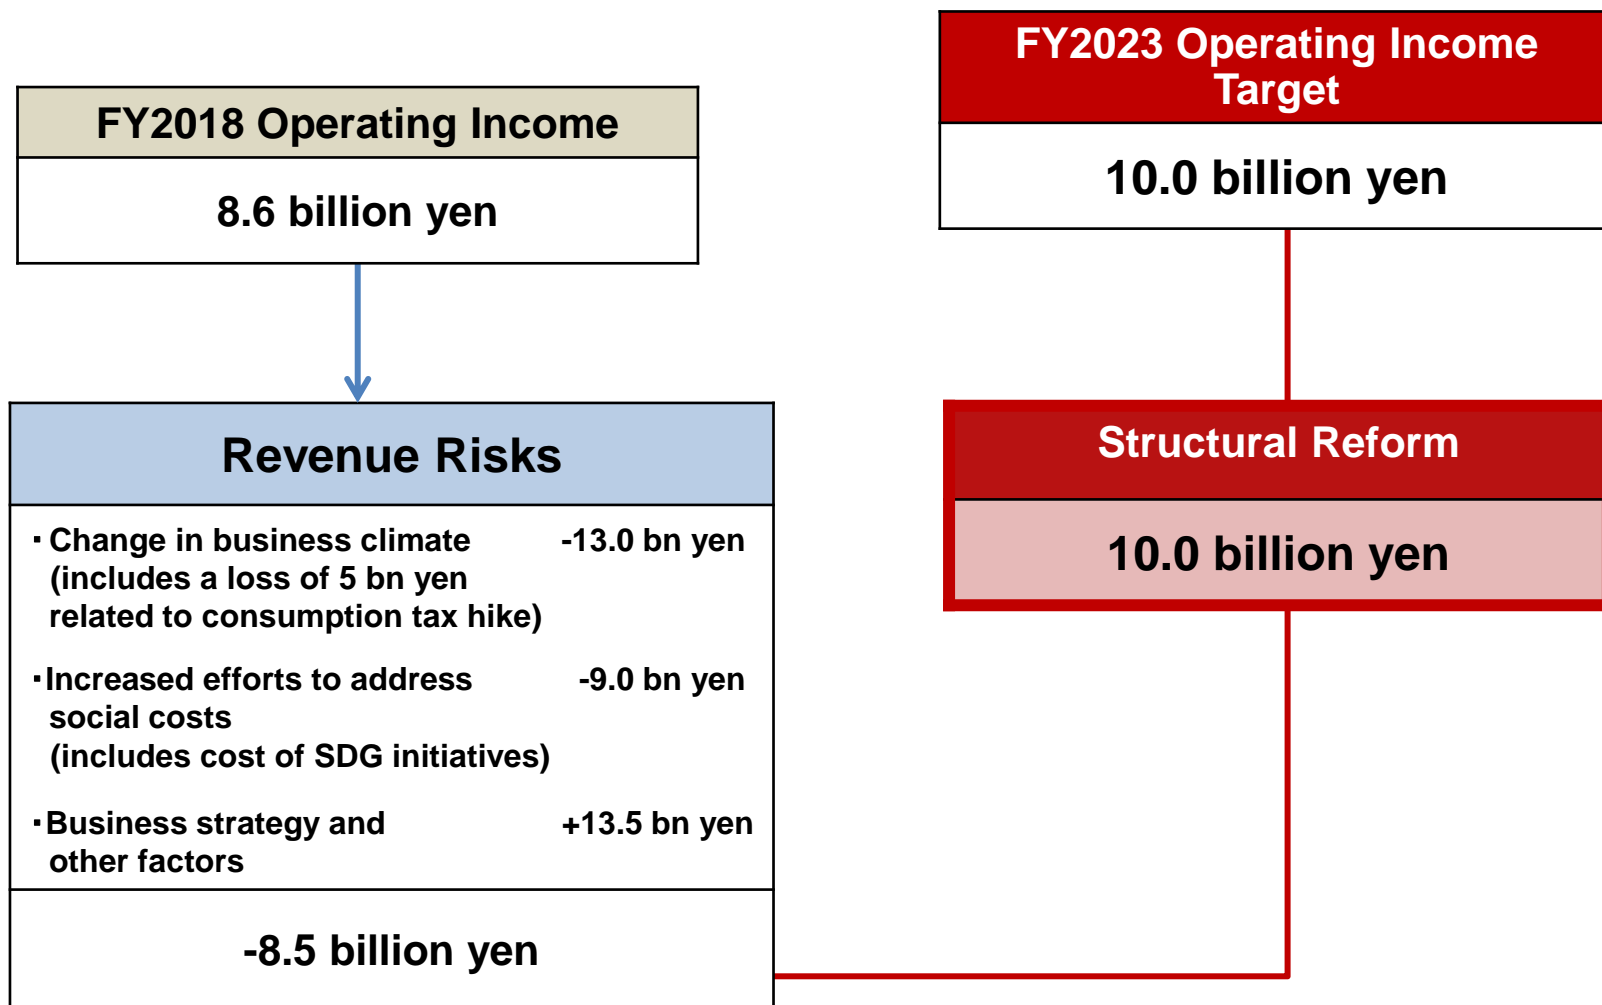 FY2018 Operating Income
8.6 billion yen
Revenue Risks
・Change in business climate -13.0 bn yen
(includes a loss of 5 bn yen
related to consumption tax hike)
・Increased efforts to address -9.0 bn yen
social costs
(includes cost of SDG initiatives)
・Business strategy and +13.5 bn yen
other factors
-8.5 billion yen
FY2023 Operating Income
Target
10.0 billion yen
Structural Reform
10.0 billion yen